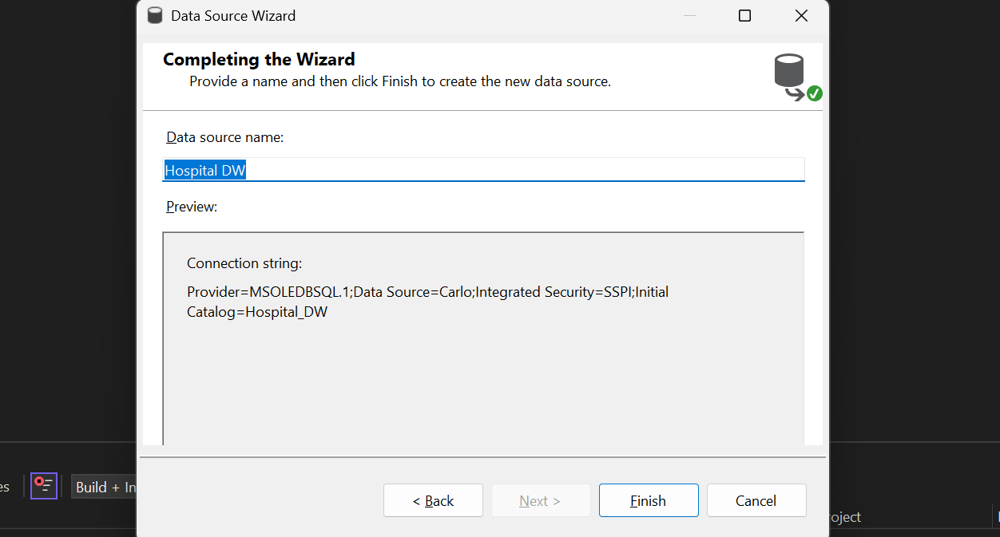 Data Source Wizard
Completing the Wizard
Provide a name and then click Finish to create the new data source.
Data source name:
Hospital DW
Preview:
Connection string:
Provider=MSOLEDBSQL.1;Data Source=Carlo;Integrated Security=SSPI;Initial
Catalog=Hospital_DW
es
Build + In
< Back
Next >
Finish
Cancel
roject